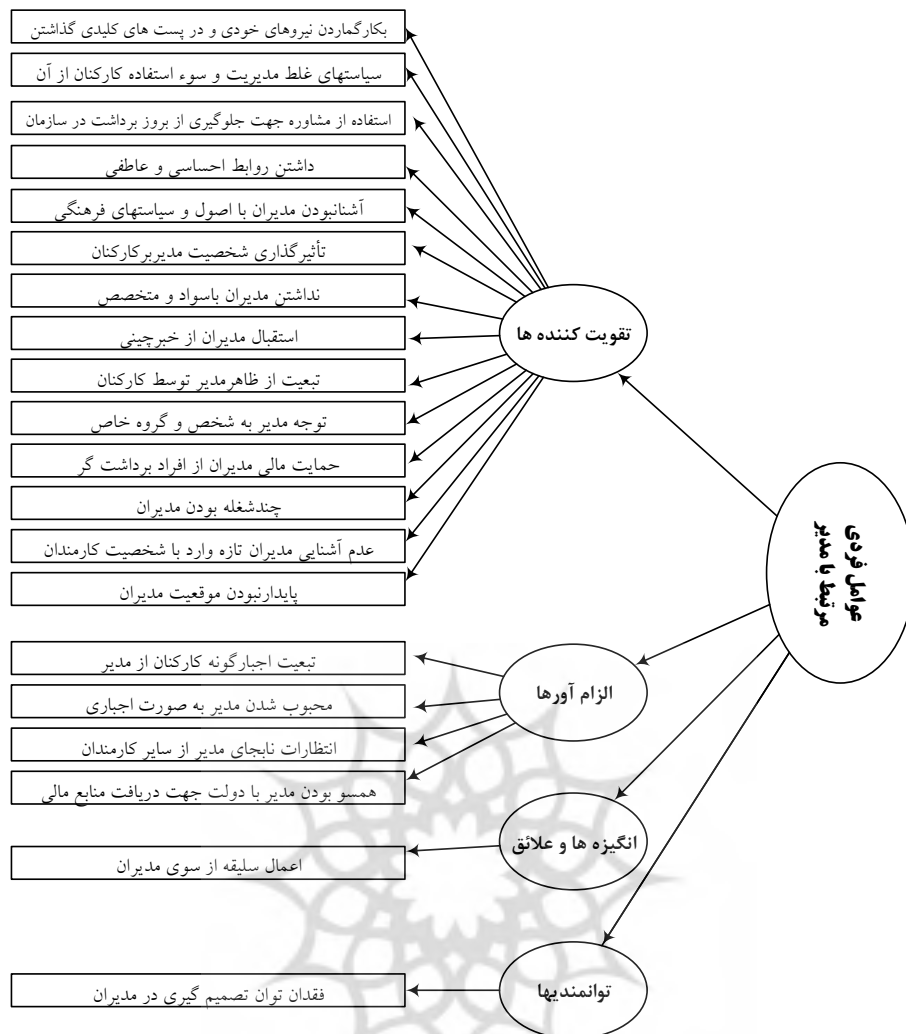 عوامل فردی
مرتبط با مدیر
تقویت کننده ها
بکارگماردن نیروهای خودی و در پست های کلیدی گذاشتن
سیاستهای غلط مدیریت و سوء استفاده کارکنان از آن
استفاده از مشاوره جهت جلوگیری از بروز برداشت در سازمان
داشتن روابط احساسی و عاطفی
آشنانبودن مدیران با اصول و سیاستهای فرهنگی
تأثیرگذاری شخصیت مدیربرکارکنان
نداشتن مدیران باسواد و متخصص
استقبال مدیران از خبرچینی
تبعیت از ظاهرمدیر توسط کارکنان
توجه مدیر به شخص و گروه خاص
حمایت مالی مدیران از افراد برداشت گر
چندشغله بودن مدیران
عدم آشنایی مدیران تازه وارد با شخصیت کارمندان
پایدارنبودن موقعیت مدیران
الزام آورها
تبعیت اجبارگونه کارکنان از مدیر
محبوب شدن مدیر به صورت اجباری
انتظارات نابجای مدیر از سایر کارمندان
همسو بودن مدیر با دولت جهت دریافت منابع مالی
انگیزه ها و علائق
اعمال سلیقه از سوی مدیران
توانمندیها
فقدان توان تصمیم گیری در مدیران